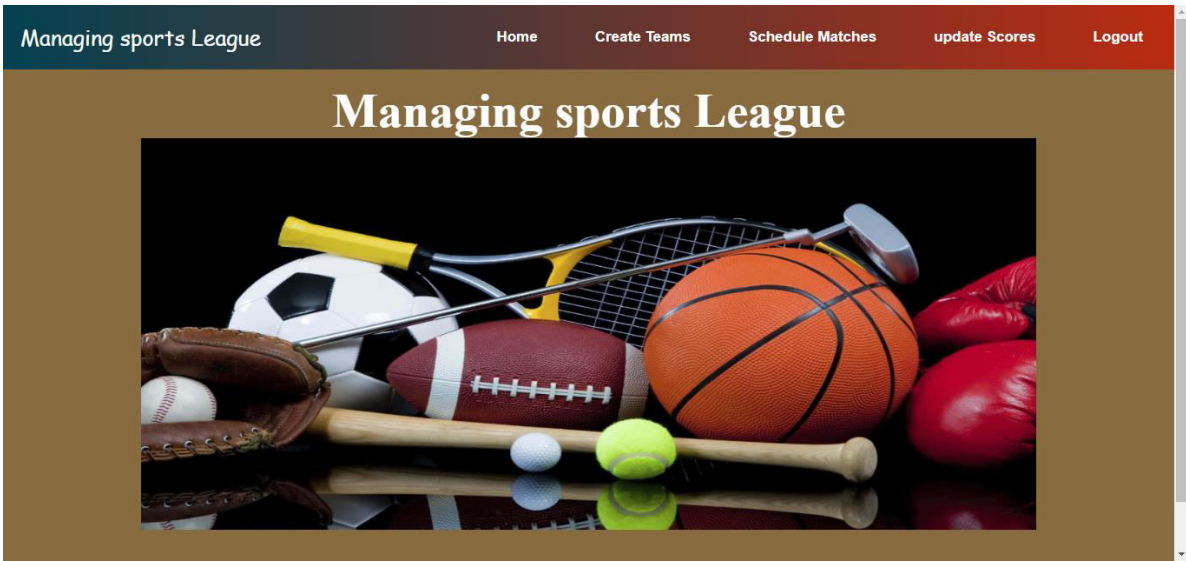 Managing sports League
Home Create Teams Schedule Matches update Scores Logout
Managing sports League